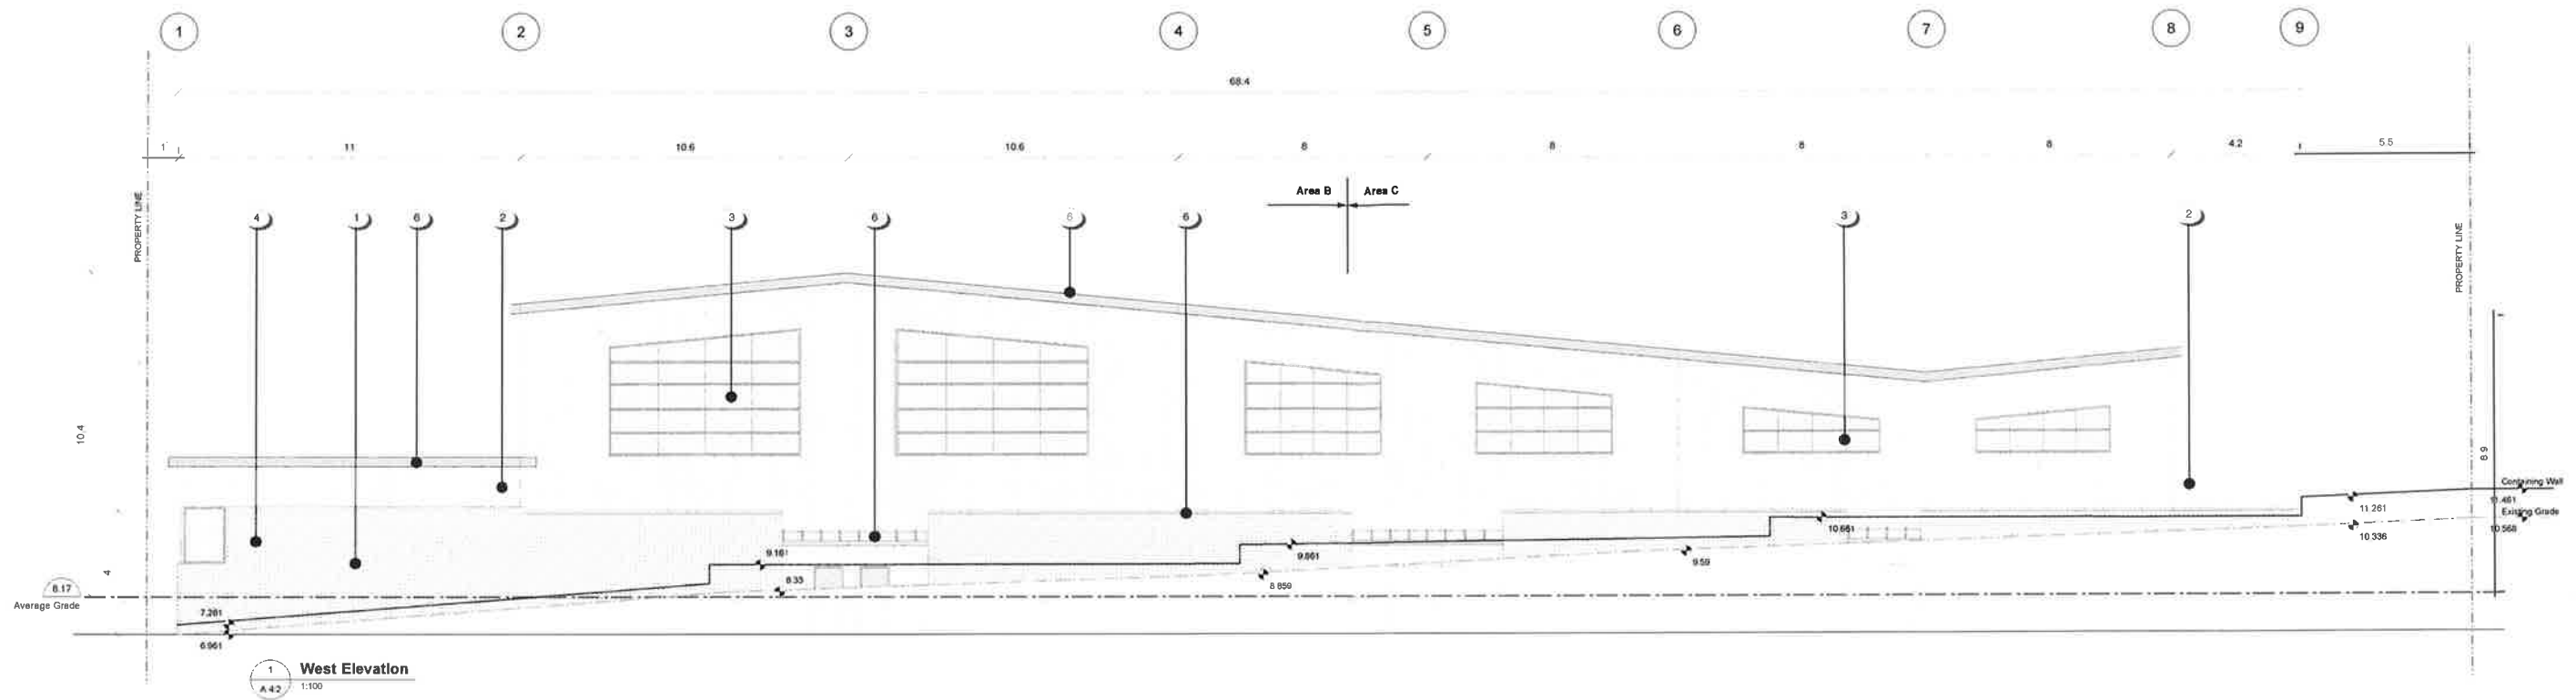 1 2 3 4 5 6 7 8 9
68.4
1 11 10.6 10.6 8 8 8 8 4.2 5.5
Area B Area C
PROPERTY LINE
PROPERTY LINE
4 1 6 2 3 6 6 6 3 2
10.4
8.9
4
Containing Wall
11.461
11.261
Existing Grade
10.568
10.336
10.661
9.861
9.59
9.161
8.33
8.859
8.17
Average Grade
7.261
6.961
1 West Elevation
A 4.2 1:100